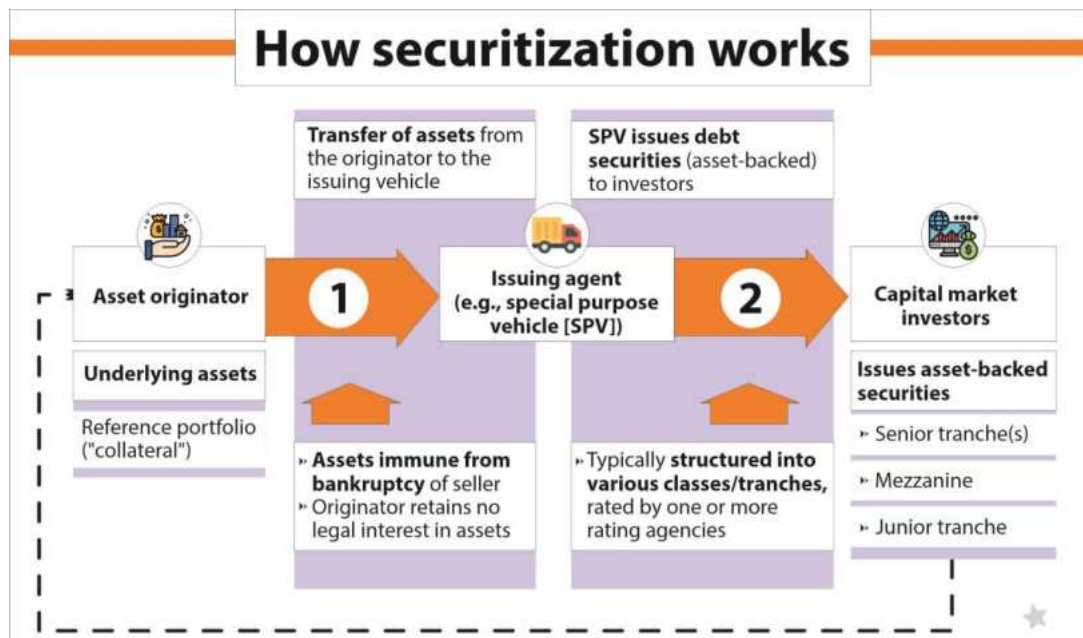 How securitization works
Transfer of assets from
the originator to the
issuing vehicle
SPV issues debt
securities (asset-backed)
to investors
Asset originator
1
Issuing agent
(e.g., special purpose
vehicle [SPV])
2
Capital market
investors
Underlying assets
Reference portfolio
("collateral")
Assets immune from
bankruptcy of seller
Originator retains no
legal interest in assets
Typically structured into
various classes/tranches,
rated by one or more
rating agencies
Issues asset-backed
securities
Senior tranche(s)
Mezzanine
Junior tranche